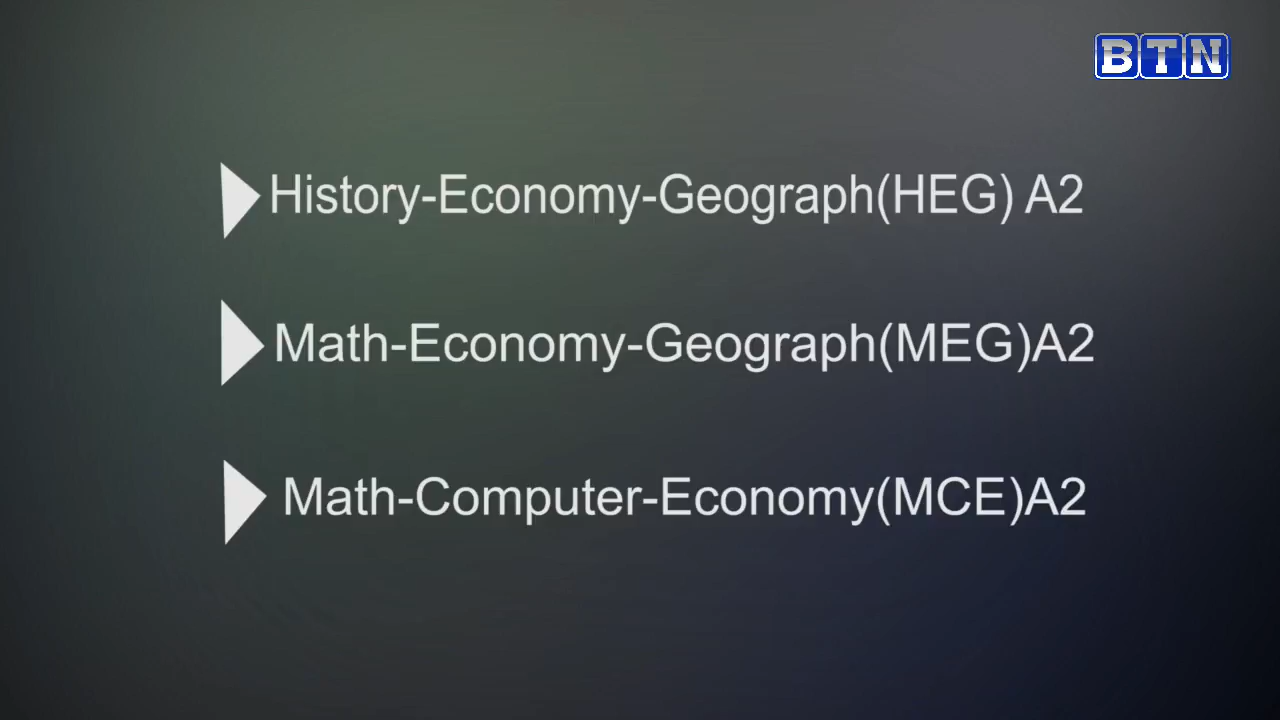 BTN
History-Economy-Geograph(HEG) A2
Math-Economy-Geograph(MEG)A2
Math-Computer-Economy(MCE)A2